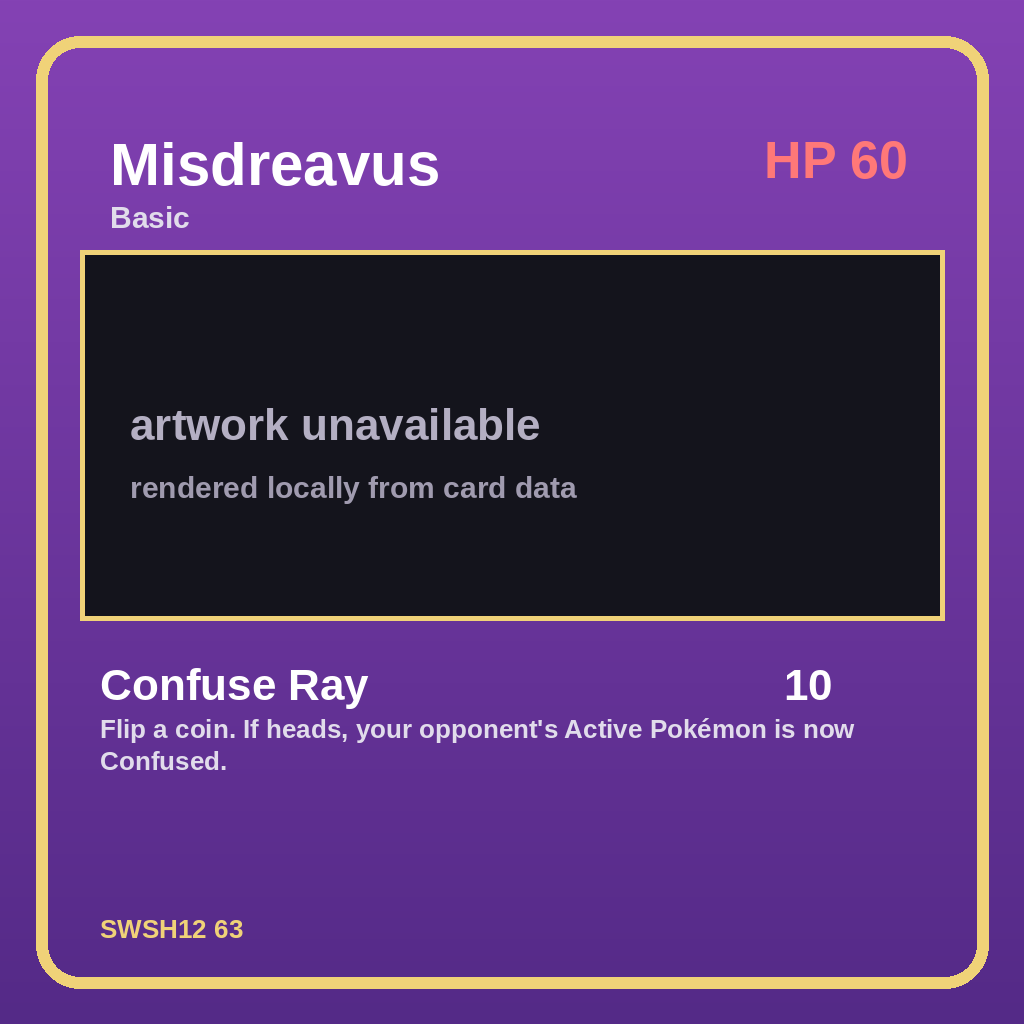 Misdreavus
HP 60
Basic
artwork unavailable
rendered locally from card data
Confuse Ray
10
Flip a coin. If heads, your opponent's Active Pokémon is now
Confused.
SWSH12 63